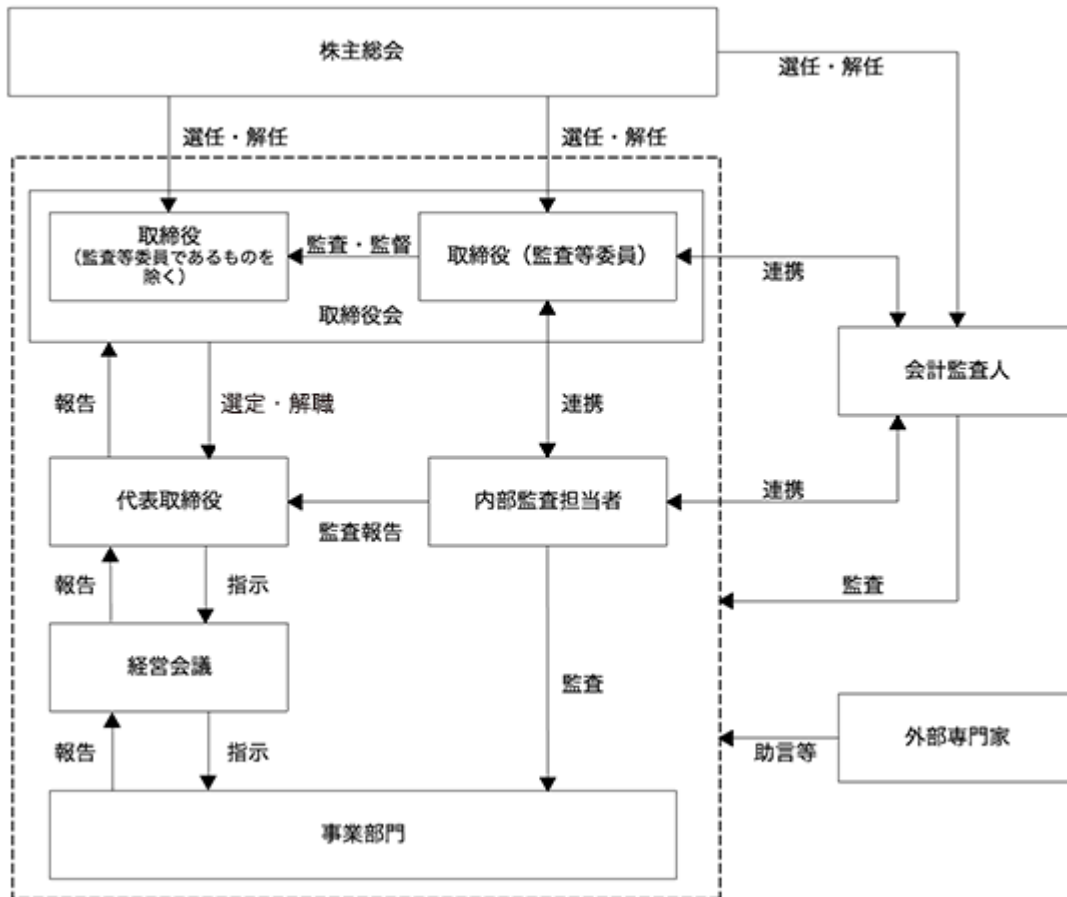 株主総会
選任・解任
選任・解任
選任・解任
取締役
（監査等委員であるものを
除く）
監査・監督
取締役（監査等委員）
連携
取締役会
会計監査人
報告
選定・解職
連携
代表取締役
監査報告
内部監査担当者
連携
報告
指示
監査
経営会議
監査
報告
指示
助言等
外部専門家
事業部門